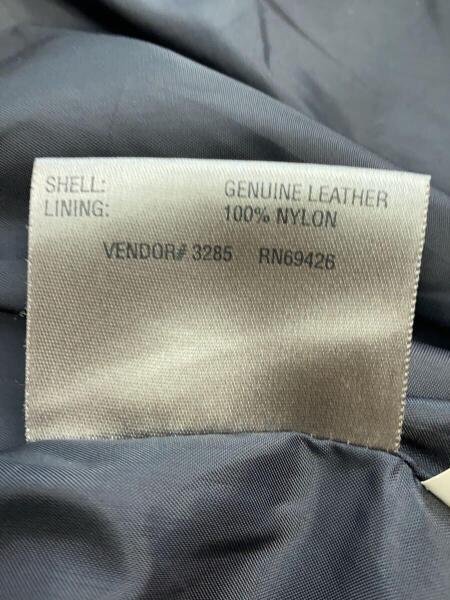 SHELL: GENUINE LEATHER
LINING: 100% NYLON
VENDOR# 3285 RN69426